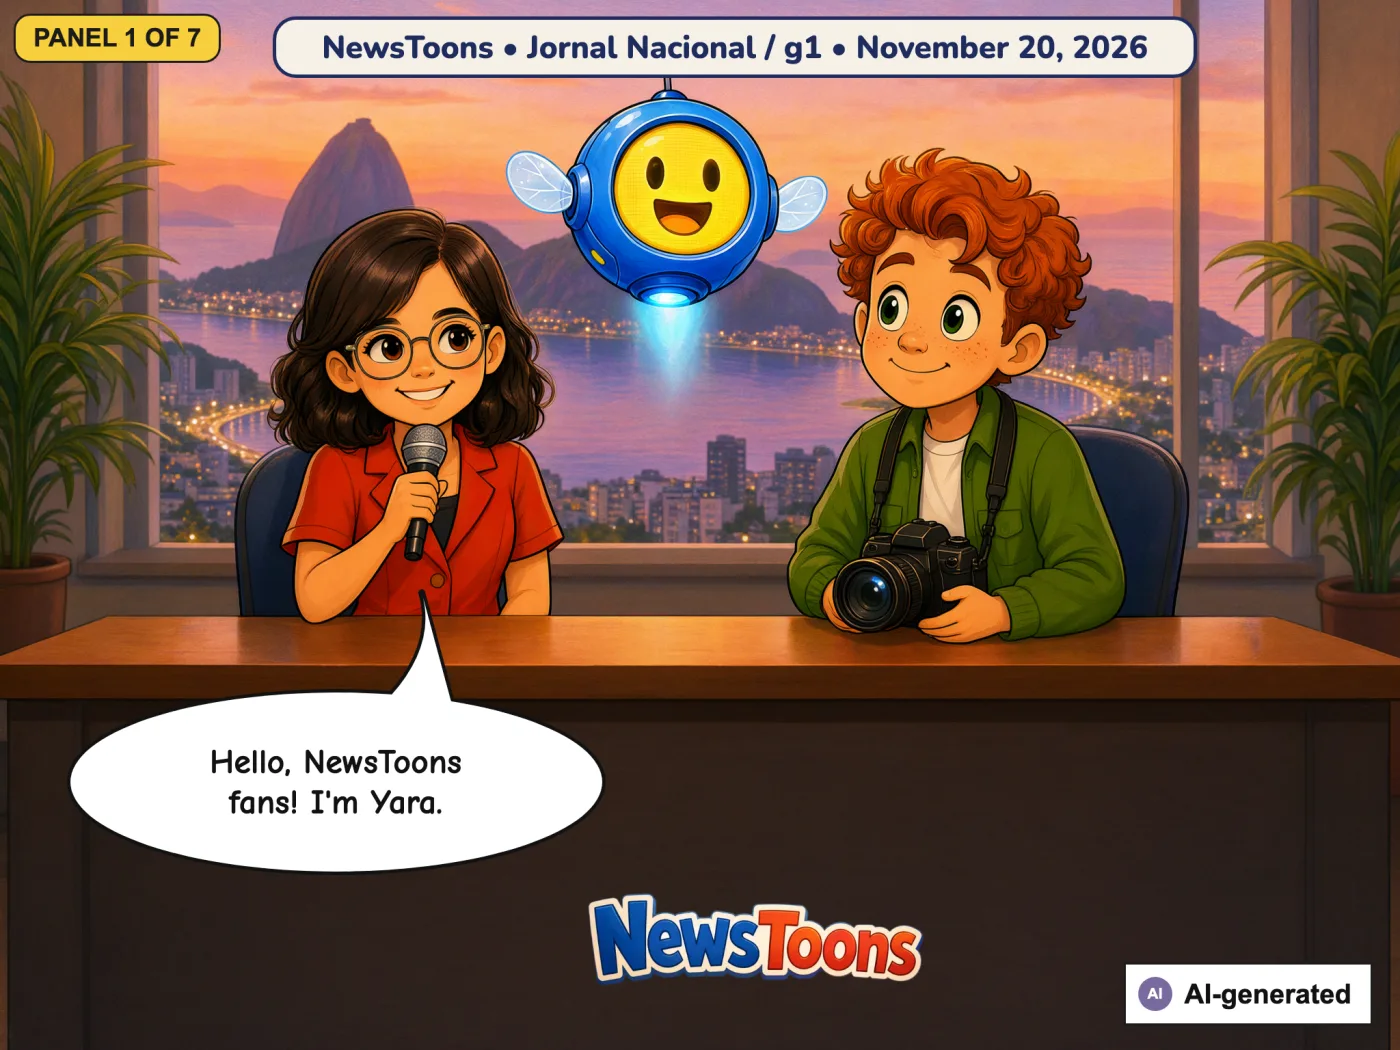 PANEL 1 OF 7
NewsToons • Jornal Nacional / g1 • November 20, 2026
Hello, NewsToons
fans! I'm Yara.
NewsToons
AI AI-generated